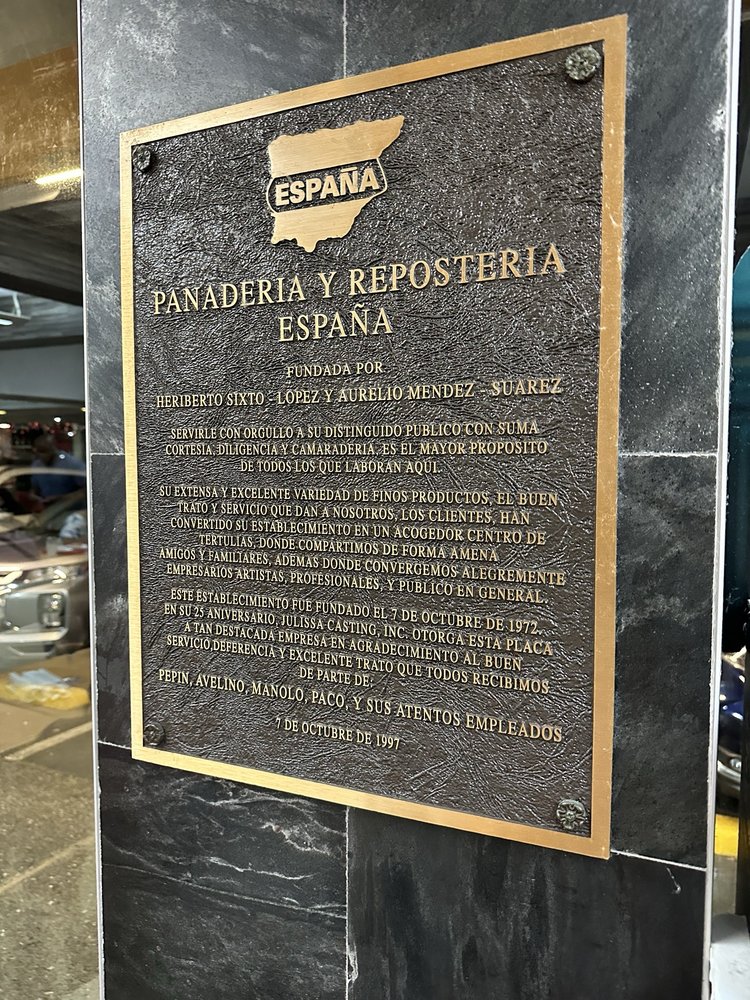 ESPAÑA
PANADERIA Y REPOSTERIA
ESPAÑA
FUNDADA POR
HERIBERTO SIXTO - LOPEZ Y AURELIO MENDEZ - SUAREZ
SERVIRLE CON ORGULLO A SU DISTINGUIDO PUBLICO CON SUMA
CORTESIA, DILIGENCIA Y CAMARADERIA, ES EL MAYOR PROPOSITO
DE TODOS LOS QUE LABORAN AQUI.
SU EXTENSA Y EXCELENTE VARIEDAD DE FINOS PRODUCTOS, EL BUEN
TRATO Y SERVICIO QUE DAN A NOSOTROS, LOS CLIENTES, HAN
CONVERTIDO SU ESTABLECIMIENTO EN UN ACOGEDOR CENTRO DE
TERTULIAS, DONDE COMPARTIMOS DE FORMA AMENA
AMIGOS Y FAMILIARES, ADEMAS DONDE CONVERGEMOS ALEGREMENTE
EMPRESARIOS ARTISTAS, PROFESIONALES, Y PUBLICO EN GENERAL.
ESTE ESTABLECIMIENTO FUE FUNDADO EL 7 DE OCTUBRE DE 1972.
EN SU 25 ANIVERSARIO, JULISSA CASTING, INC. OTORGA ESTA PLACA
A TAN DESTACADA EMPRESA EN AGRADECIMIENTO AL BUEN
SERVICIO DEFERENCIA Y EXCELENTE TRATO QUE TODOS RECIBIMOS
DE PARTE DE:
PEPIN, AVELINO, MANOLO, PACO, Y SUS ATENTOS EMPLEADOS
7 DE OCTUBRE DE 1997